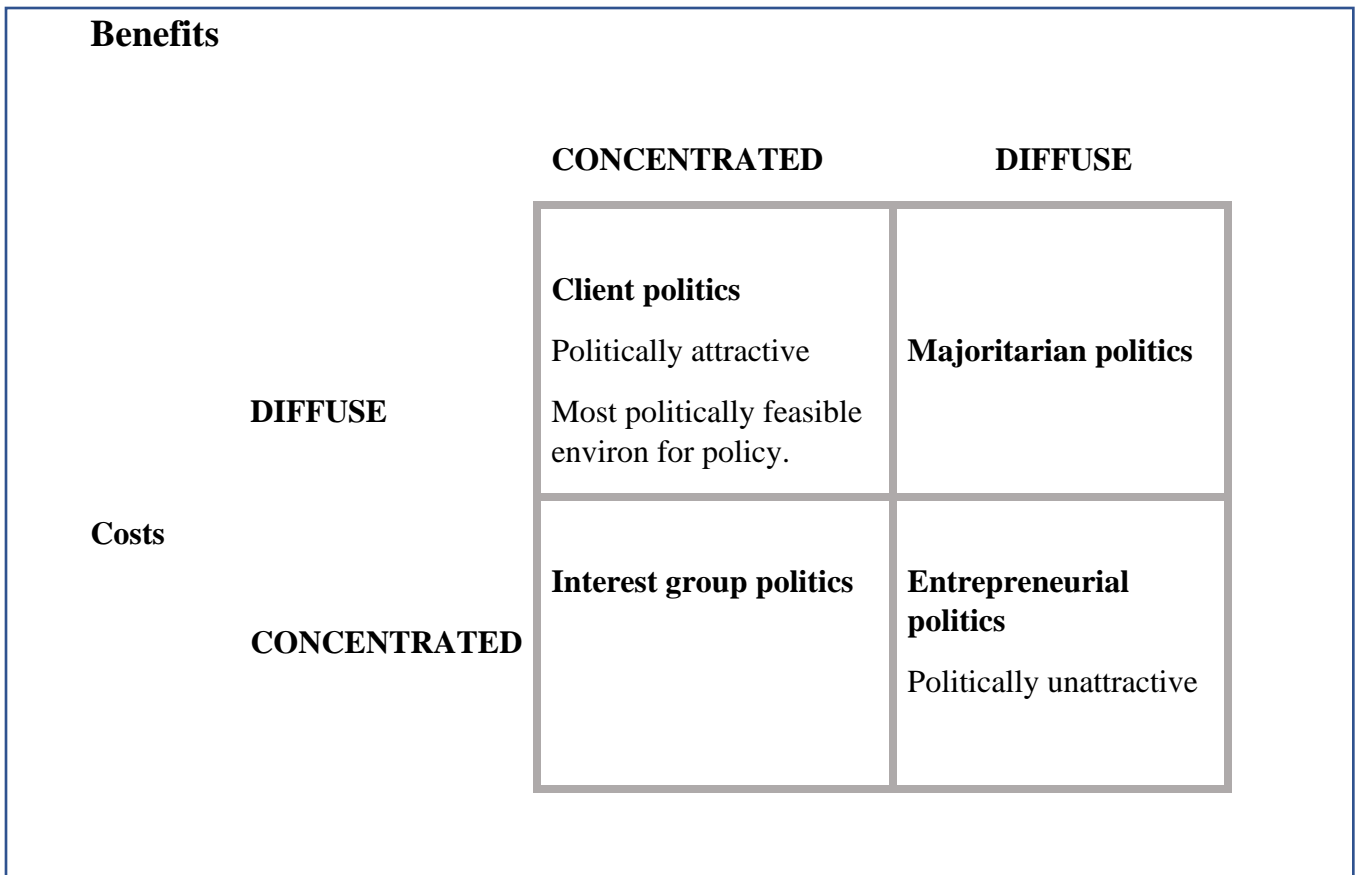 Benefits
CONCENTRATED DIFFUSE
Client politics
Politically attractive
Most politically feasible
environ for policy.
Majoritarian politics
DIFFUSE
Costs
Interest group politics
Entrepreneurial
politics
Politically unattractive
CONCENTRATED